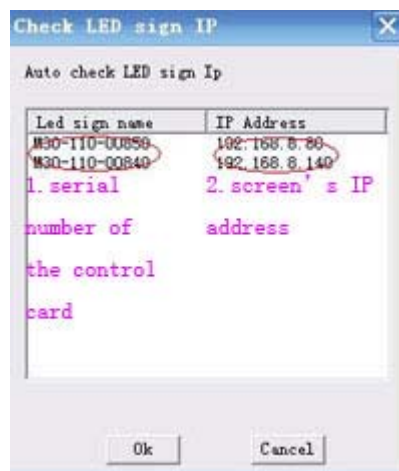 Check LED sign IP
Auto check LED sign Ip
Led sign name IP Address
M30-110-00850 192.168.8.80
M30-110-00840 192.168.8.140
1.serial 2.screen's IP
number of address
the control
card
Ok Cancel